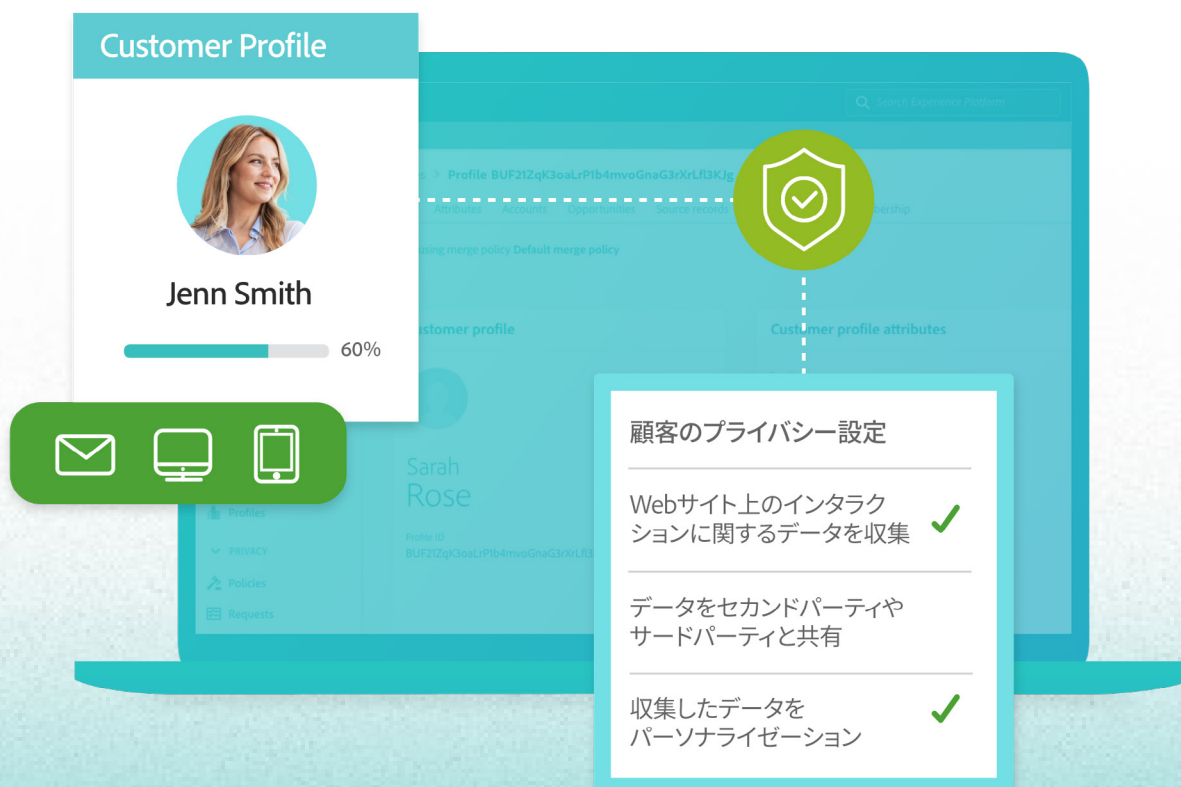 Customer Profile
Jenn Smith
60%
Search Experience Platform
Profile BUF21ZqK3oaLrP1b4mvoGnaG3rXrLfl3KJg
Attributes Accounts Opportunities Source records
using merge policy Default merge policy
Customer profile
Customer profile attributes
Sarah
Rose
Profile ID
Profiles
PRIVACY
Policies
Requests
顧客のプライバシー設定
Webサイト上のインタラク
ションに関するデータを収集
データをセカンドパーティや
サードパーティと共有
収集したデータを
パーソナライゼーション